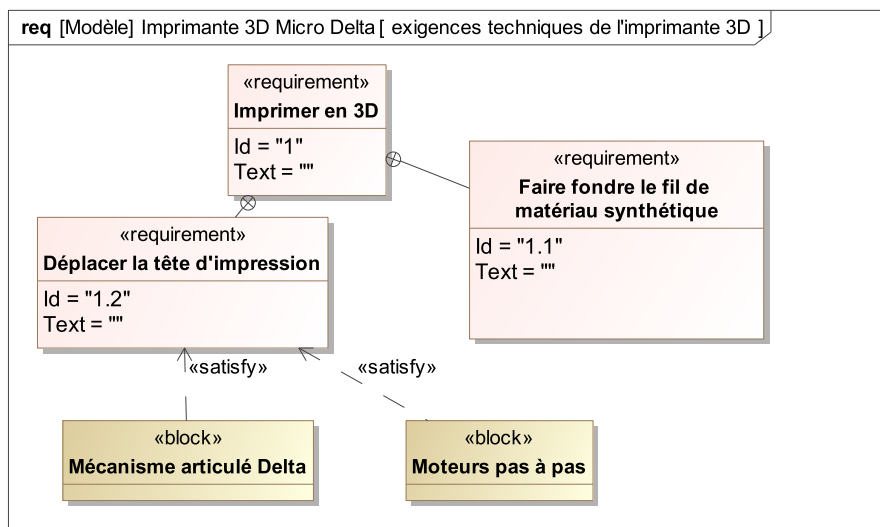 req [Modèle] Imprimante 3D Micro Delta [ exigences techniques de l'imprimante 3D ]
«requirement»
Imprimer en 3D
Id = "1"
Text = ""
«requirement»
Faire fondre le fil de
matériau synthétique
Id = "1.1"
Text = ""
«requirement»
Déplacer la tête d'impression
Id = "1.2"
Text = ""
«satisfy»
«satisfy»
«block»
Mécanisme articulé Delta
«block»
Moteurs pas à pas